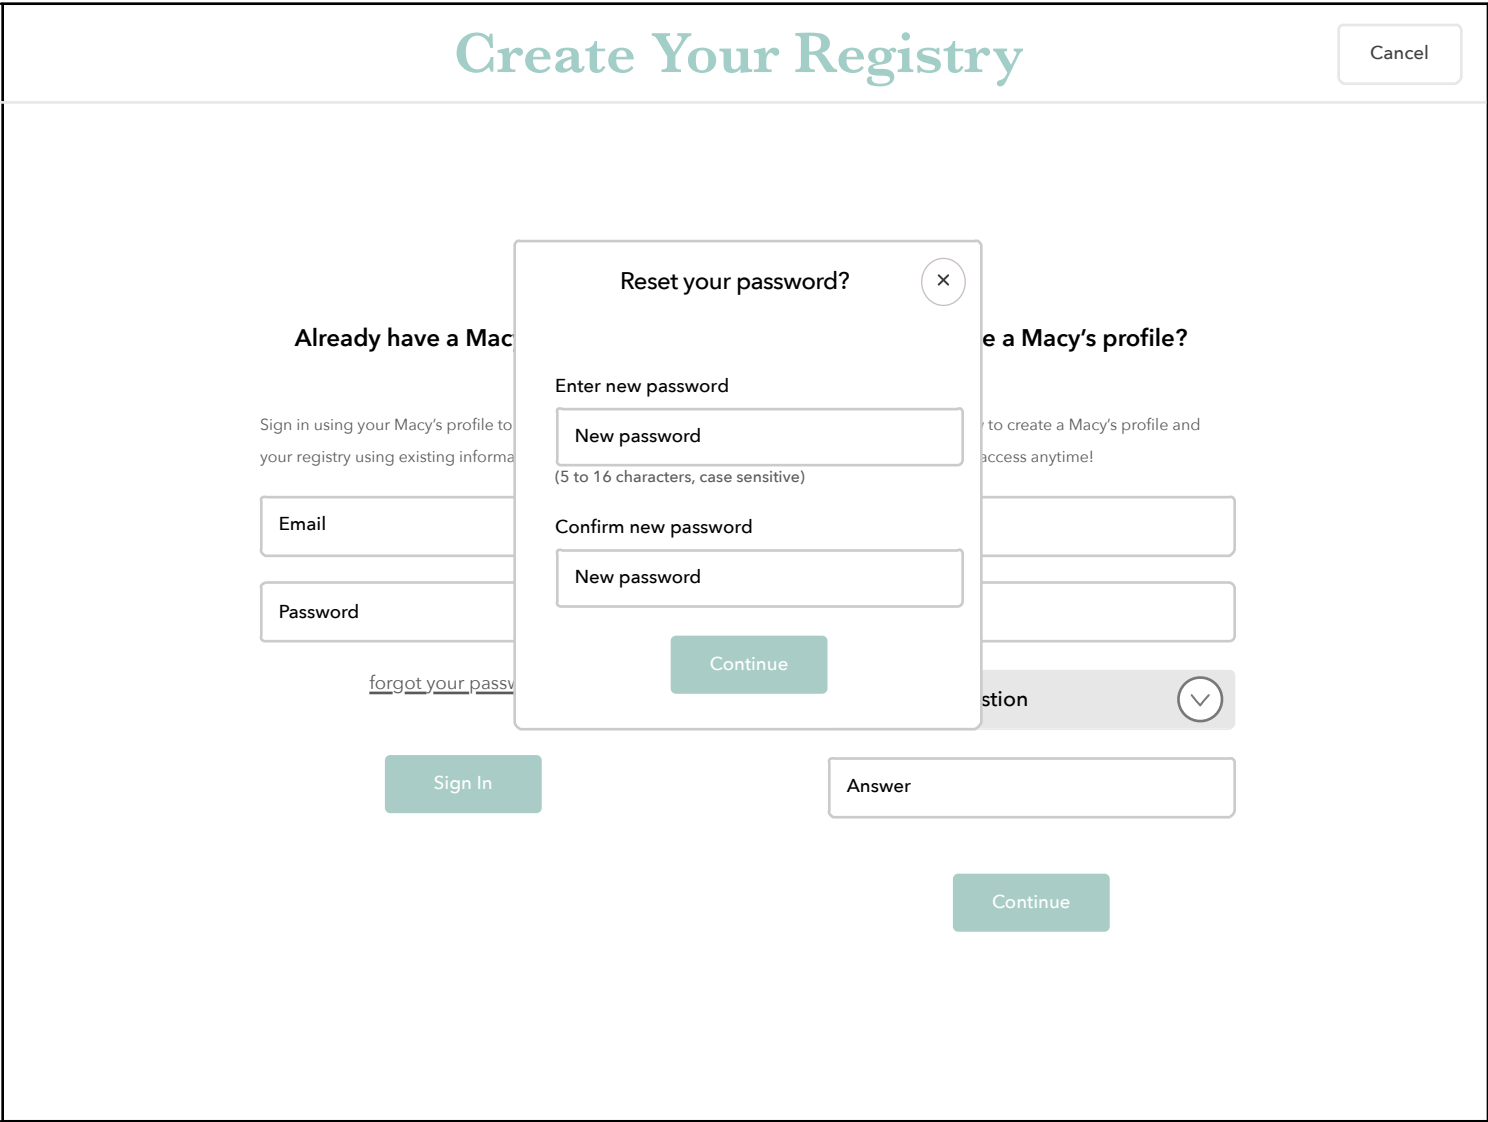 Create Your Registry
Cancel
Reset your password?
Already have a Mac
e a Macy's profile?
Enter new password
Sign in using your Macy's profile to
to create a Macy's profile and
New password
your registry using existing informa
access anytime!
(5 to 16 characters, case sensitive)
Email
Confirm new password
New password
Password
Continue
forgot your passw
stion
Sign In
Answer
Continue